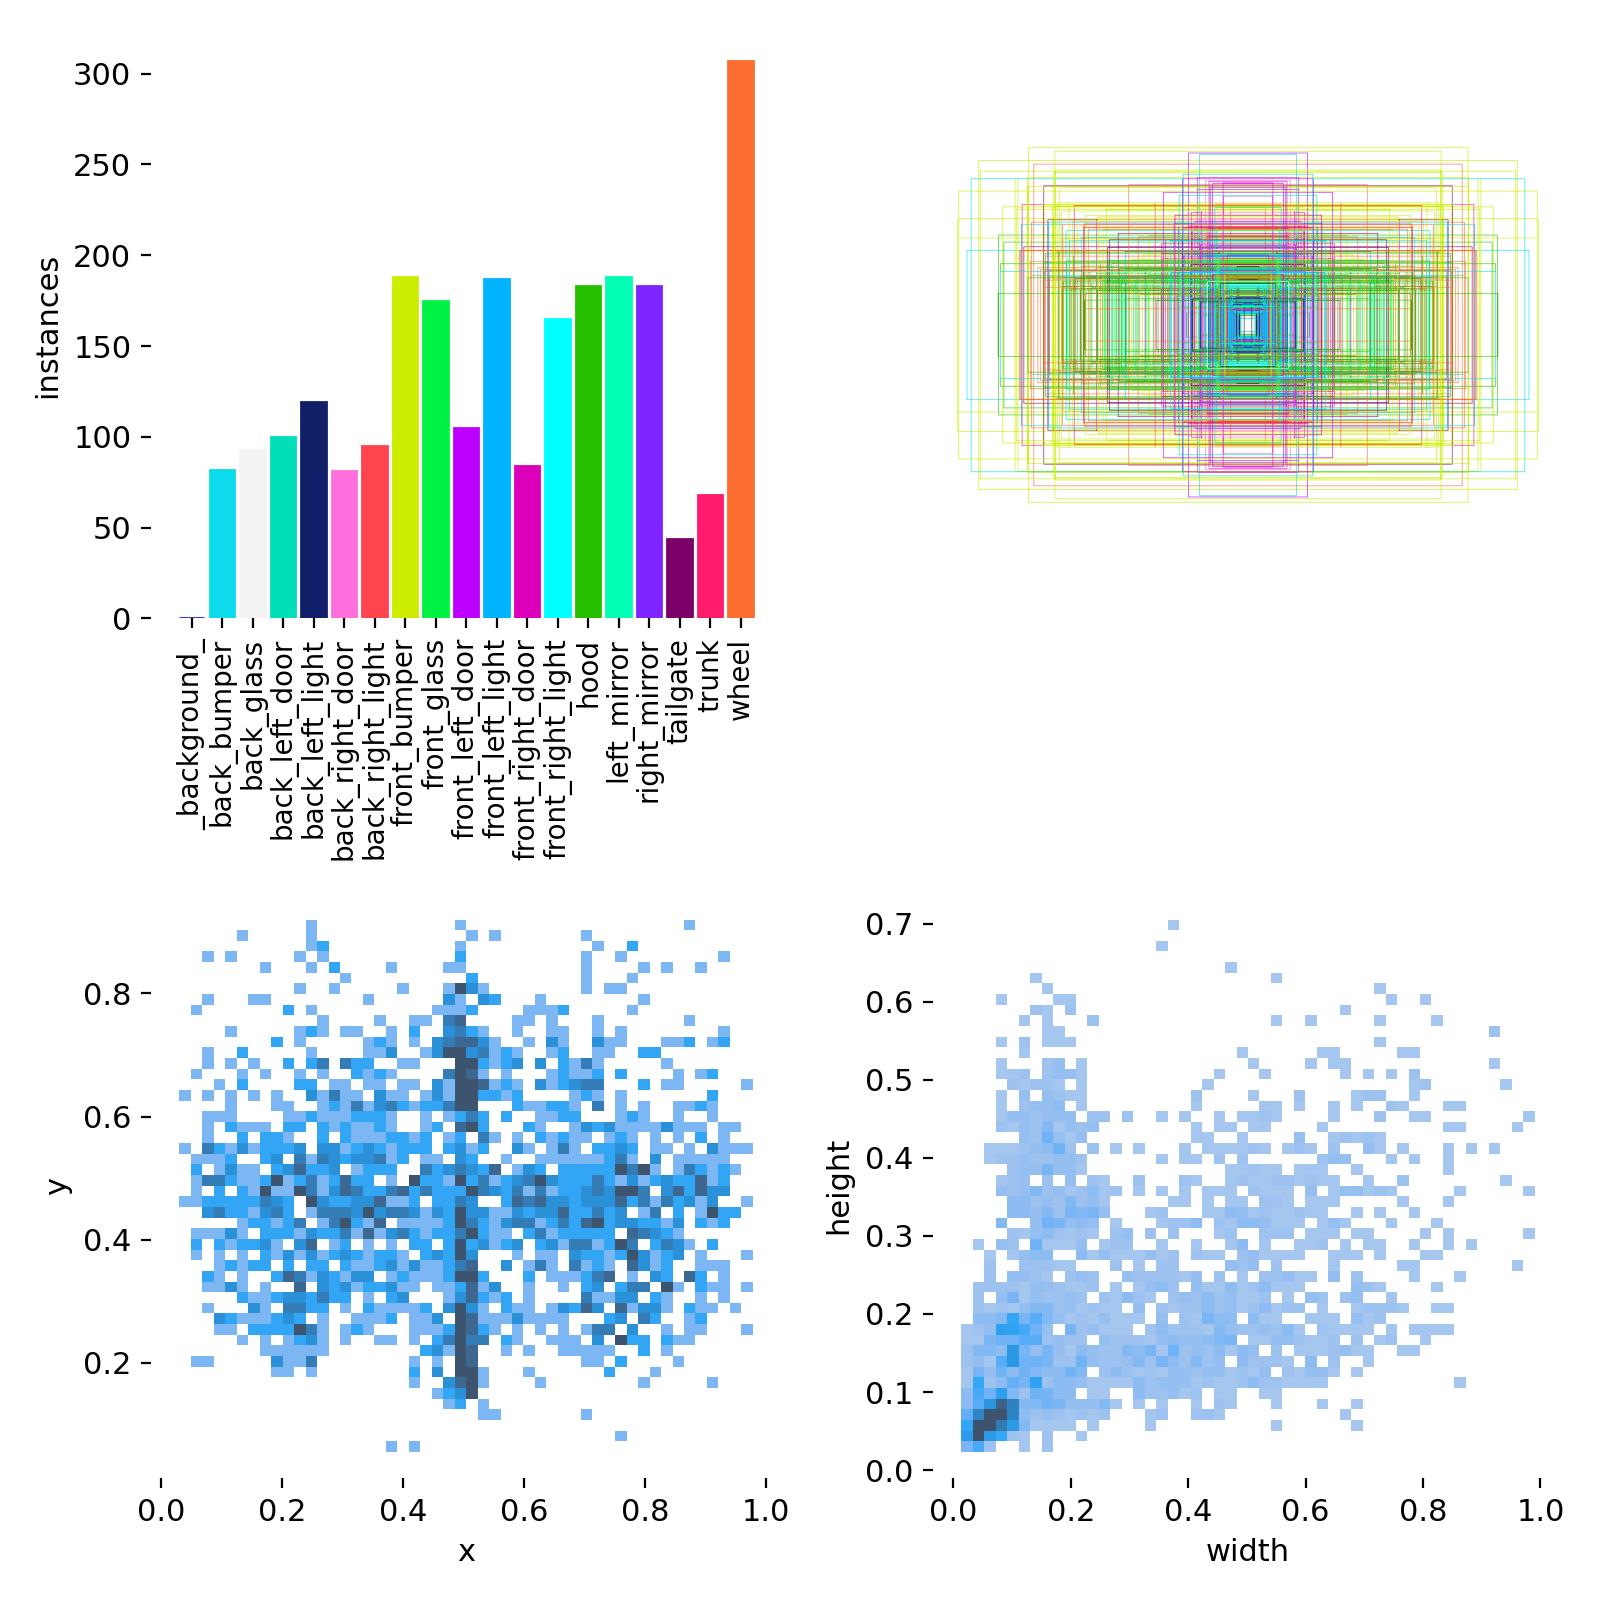 300
250
200
150
100
50
0
instances
_background_
back_bumper
back_glass
back_left_door
back_left_light
back_right_door
back_right_light
front_bumper
front_glass
front_left_door
front_left_light
front_right_door
front_right_light
hood
left_mirror
right_mirror
tailgate
trunk
wheel
0.8
0.6
0.4
0.2
y
0.0 0.2 0.4 0.6 0.8 1.0
x
0.7
0.6
0.5
0.4
0.3
0.2
0.1
0.0
height
0.0 0.2 0.4 0.6 0.8 1.0
width